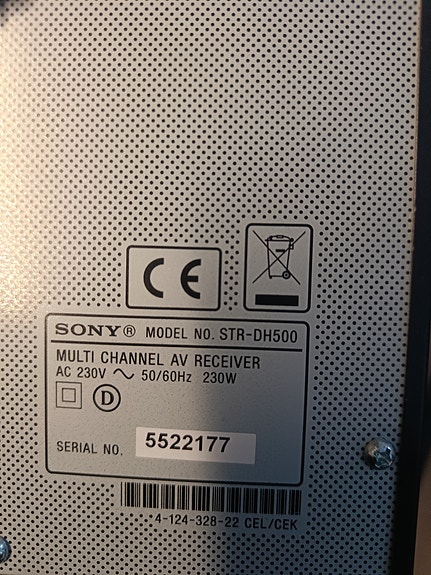 CE
SONY® MODEL NO. STR-DH500
MULTI CHANNEL AV RECEIVER
AC 230V ~ 50/60Hz 230W
D
SERIAL NO. 5522177
4-124-328-22 CEL/CEK